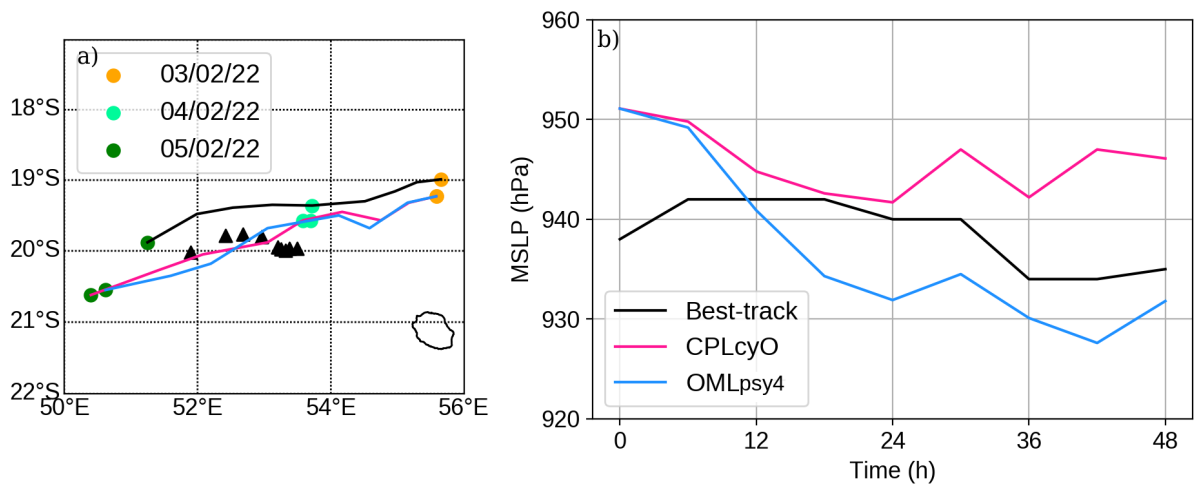 a)
03/02/22
04/02/22
05/02/22
18°S
19°S
20°S
21°S
22°S
50°E 52°E 54°E 56°E
b)
960
950
940
930
920
MSLP (hPa)
Best-track
CPLcyO
OMLpsy4
0 12 24 36 48
Time (h)